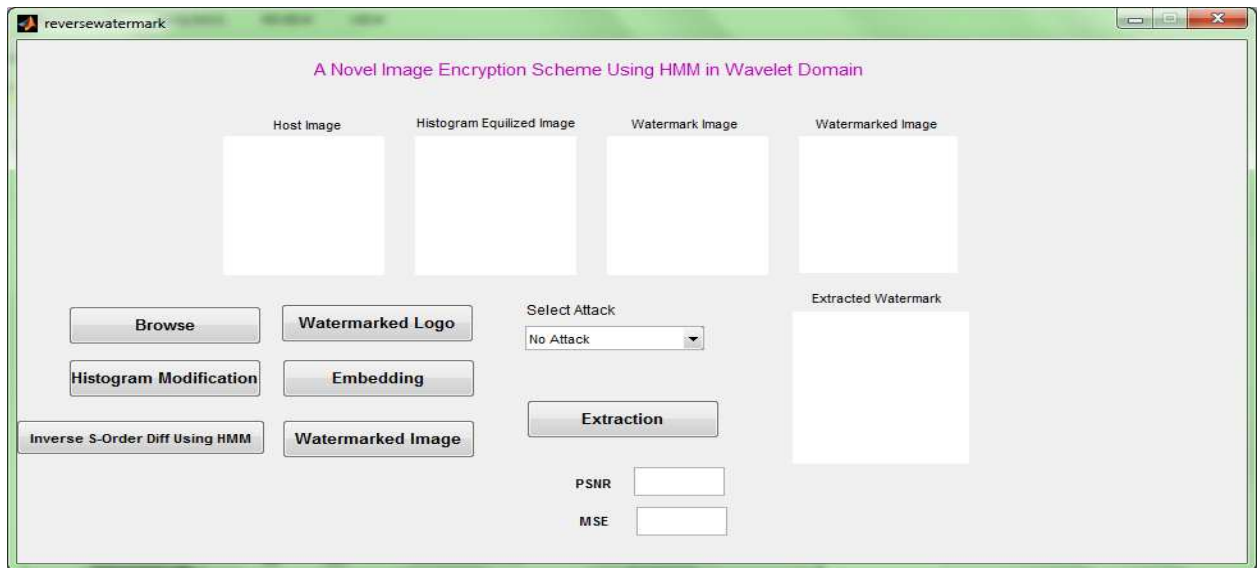 reversewatermark
A Novel Image Encryption Scheme Using HMM in Wavelet Domain
Host Image
Histogram Equilized Image
Watermark Image
Watermarked Image
Browse
Watermarked Logo
Select Attack
No Attack
Extracted Watermark
Histogram Modification
Embedding
Extraction
Inverse S-Order Diff Using HMM
Watermarked Image
PSNR
MSE